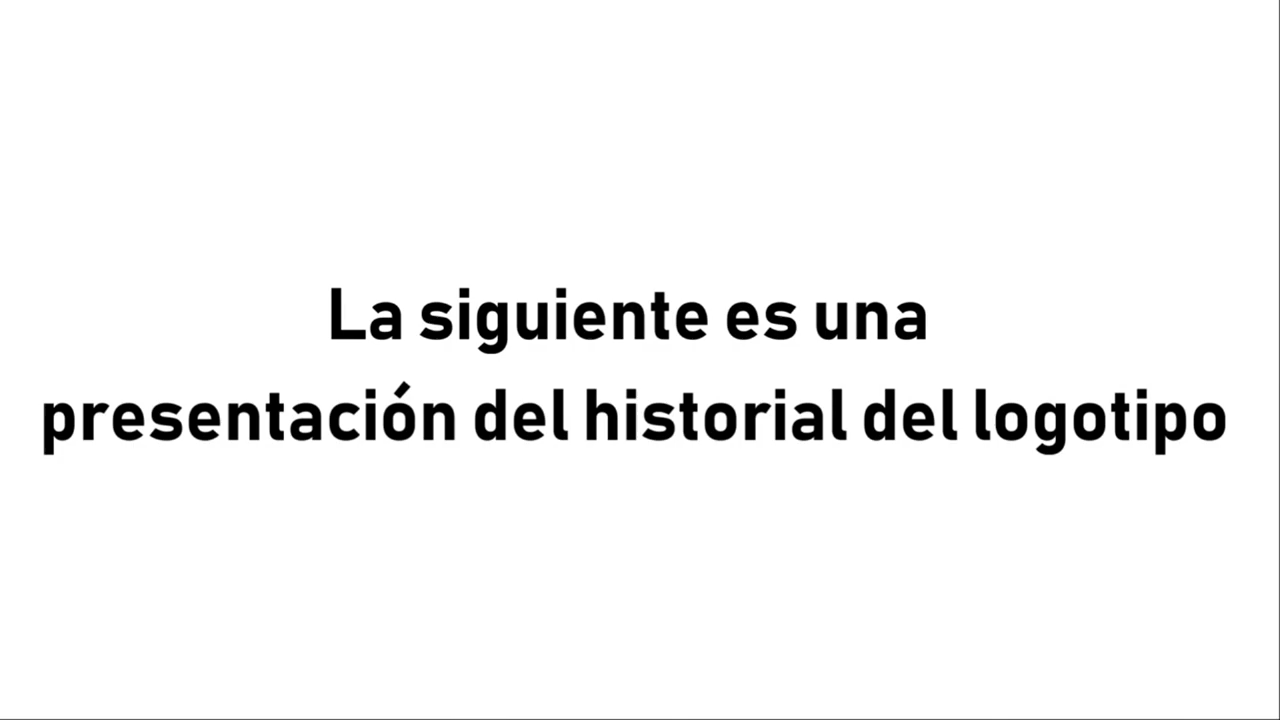 La siguiente es una
presentación del historial del logotipo